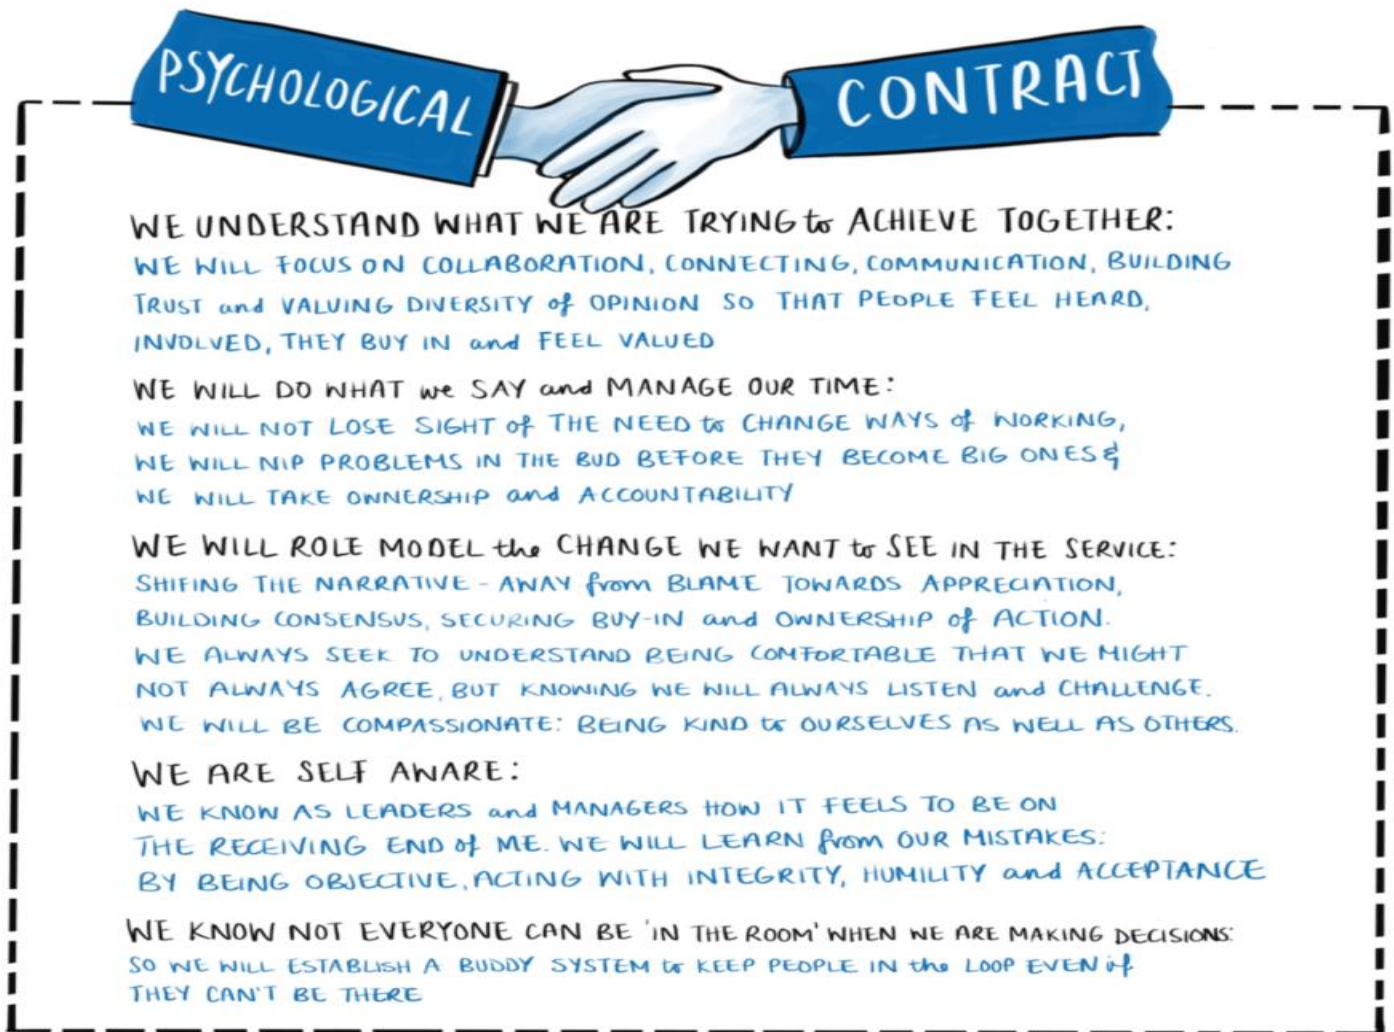 PSYCHOLOGICAL CONTRACT
WE UNDERSTAND WHAT WE ARE TRYING to ACHIEVE TOGETHER:
WE WILL FOCUS ON COLLABORATION, CONNECTING, COMMUNICATION, BUILDING
TRUST and VALUING DIVERSITY of OPINION SO THAT PEOPLE FEEL HEARD,
INVOLVED, THEY BUY IN and FEEL VALUED
WE WILL DO WHAT we SAY and MANAGE OUR TIME:
WE WILL NOT LOSE SIGHT of THE NEED to CHANGE WAYS of WORKING,
WE WILL NIP PROBLEMS IN THE BUD BEFORE THEY BECOME BIG ONES &
WE WILL TAKE OWNERSHIP and ACCOUNTABILITY
WE WILL ROLE MODEL the CHANGE WE WANT to SEE IN THE SERVICE:
SHIFING THE NARRATIVE - AWAY from BLAME TOWARDS APPRECIATION,
BUILDING CONSENSUS, SECURING BUY-IN and OWNERSHIP of ACTION.
WE ALWAYS SEEK TO UNDERSTAND BEING COMFORTABLE THAT WE MIGHT
NOT ALWAYS AGREE, BUT KNOWING WE WILL ALWAYS LISTEN and CHALLENGE.
WE WILL BE COMPASSIONATE: BEING KIND to OURSELVES AS WELL AS OTHERS.
WE ARE SELF AWARE:
WE KNOW AS LEADERS and MANAGERS HOW IT FEELS TO BE ON
THE RECEIVING END of ME. WE WILL LEARN from OUR MISTAKES:
BY BEING OBJECTIVE, ACTING WITH INTEGRITY, HUMILITY and ACCEPTANCE
WE KNOW NOT EVERYONE CAN BE 'IN THE ROOM' WHEN WE ARE MAKING DECISIONS:
SO WE WILL ESTABLISH A BUDDY SYSTEM to KEEP PEOPLE IN the LOOP EVEN if
THEY CAN'T BE THERE